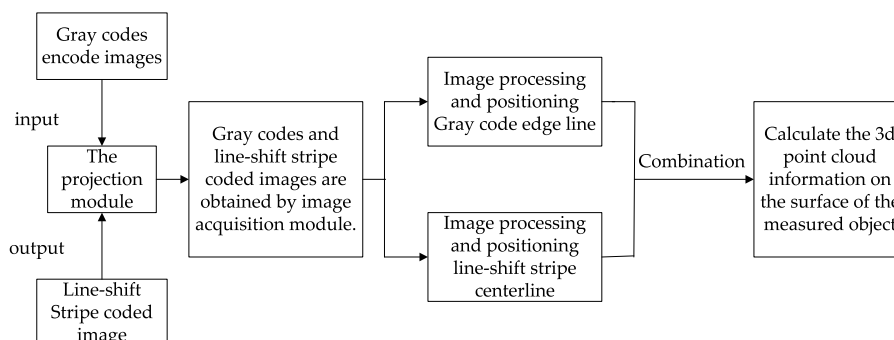 Gray codes
encode images
input
The
projection
module
output
Line-shift
Stripe coded
image
Gray codes and
line-shift stripe
coded images are
obtained by image
acquisition module.
Image processing
and positioning
Gray code edge line
Image processing
and positioning
line-shift stripe
centerline
Combination
Calculate the 3d
point cloud
information on
the surface of the
measured object